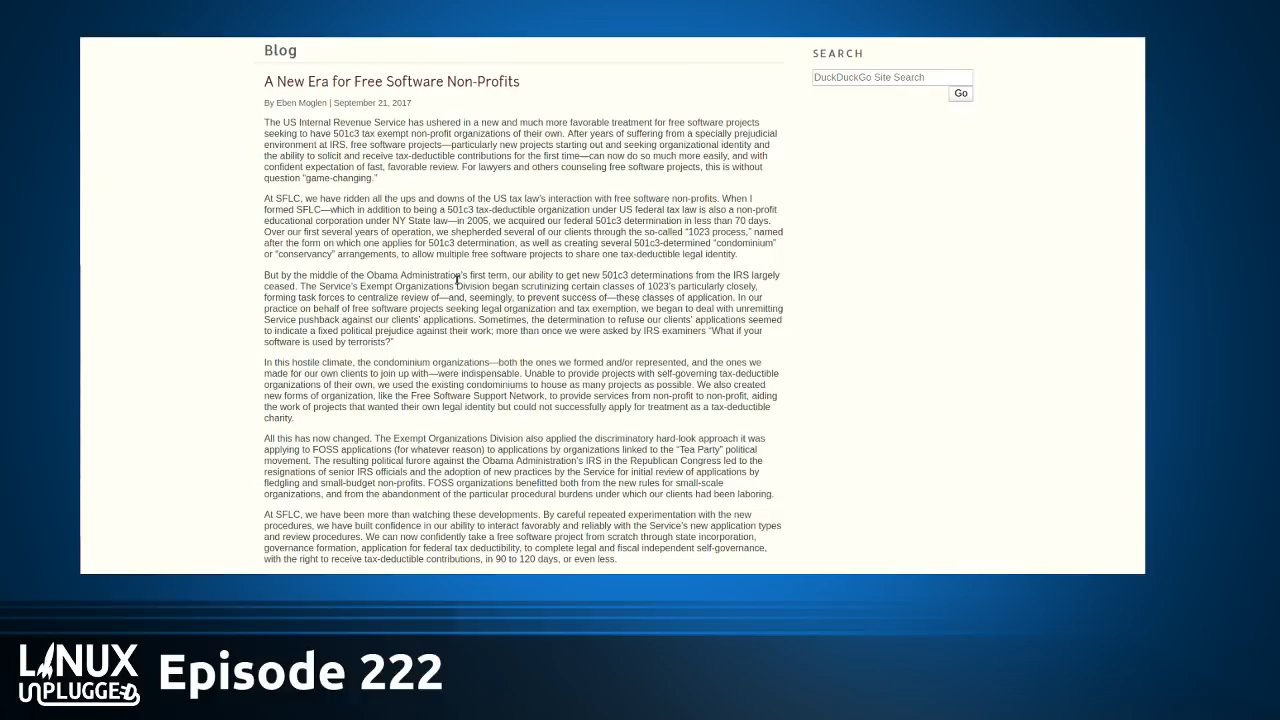 Blog
SEARCH
A New Era for Free Software Non-Profits
DuckDuckGo Site Search
Go
By Eben Moglen | September 21, 2017
The US Internal Revenue Service has ushered in a new and much more favorable treatment for free software projects
seeking to have 501c3 tax exempt non-profit organizations of their own. After years of suffering from a specially prejudicial
environment at IRS, free software projects—particularly new projects starting out and seeking organizational identity and
the ability to solicit and receive tax-deductible contributions for the first time—can now do so much more easily, and with
confident expectation of fast, favorable review. For lawyers and others counseling free software projects, this is without
question “game-changing.”
At SFLC, we have ridden all the ups and downs of the US tax law’s interaction with free software non-profits. When I
formed SFLC—which in addition to being a 501c3 tax-deductible organization under US federal tax law is also a non-profit
educational corporation under NY State law—in 2005, we acquired our federal 501c3 determination in less than 70 days.
Over our first several years of operation, we shepherded several of our clients through the so-called “1023 process,” named
after the form on which one applies for 501c3 determination, as well as creating several 501c3-determined “condominium”
or “conservancy” arrangements, to allow multiple free software projects to share one tax-deductible legal identity.
But by the middle of the Obama Administration’s first term, our ability to get new 501c3 determinations from the IRS largely
ceased. The Service’s Exempt Organizations Division began scrutinizing certain classes of 1023’s particularly closely,
forming task forces to centralize review of—and, seemingly, to prevent success of—these classes of application. In our
practice on behalf of free software projects seeking legal organization and tax exemption, we began to deal with unremitting
Service pushback against our clients’ applications. Sometimes, the determination to refuse our clients’ applications seemed
to indicate a fixed political prejudice against their work; more than once we were asked by IRS examiners “What if your
software is used by terrorists?”
In this hostile climate, the condominium organizations—both the ones we formed and/or represented, and the ones we
made for our own clients to join up with—were indispensable. Unable to provide projects with self-governing tax-deductible
organizations of their own, we used the existing condominiums to house as many projects as possible. We also created
new forms of organization, like the Free Software Support Network, to provide services from non-profit to non-profit, aiding
the work of projects that wanted their own legal identity but could not successfully apply for treatment as a tax-deductible
charity.
All this has now changed. The Exempt Organizations Division also applied the discriminatory hard-look approach it was
applying to FOSS applications (for whatever reason) to applications by organizations linked to the “Tea Party” political
movement. The resulting political furore against the Obama Administration’s IRS in the Republican Congress led to the
resignations of senior IRS officials and the adoption of new practices by the Service for initial review of applications by
fledgling and small-budget non-profits. FOSS organizations benefitted both from the new rules for small-scale
organizations, and from the abandonment of the particular procedural burdens under which our clients had been laboring.
At SFLC, we have been more than watching these developments. By careful repeated experimentation with the new
procedures, we have built confidence in our ability to interact favorably and reliably with the Service’s new application types
and review procedures. We can now confidently take a free software project from scratch through state incorporation,
governance formation, application for federal tax deductibility, to complete legal and fiscal independent self-governance,
with the right to receive tax-deductible contributions, in 90 to 120 days, or even less.
LINUX
UNPLUGGED
Episode 222